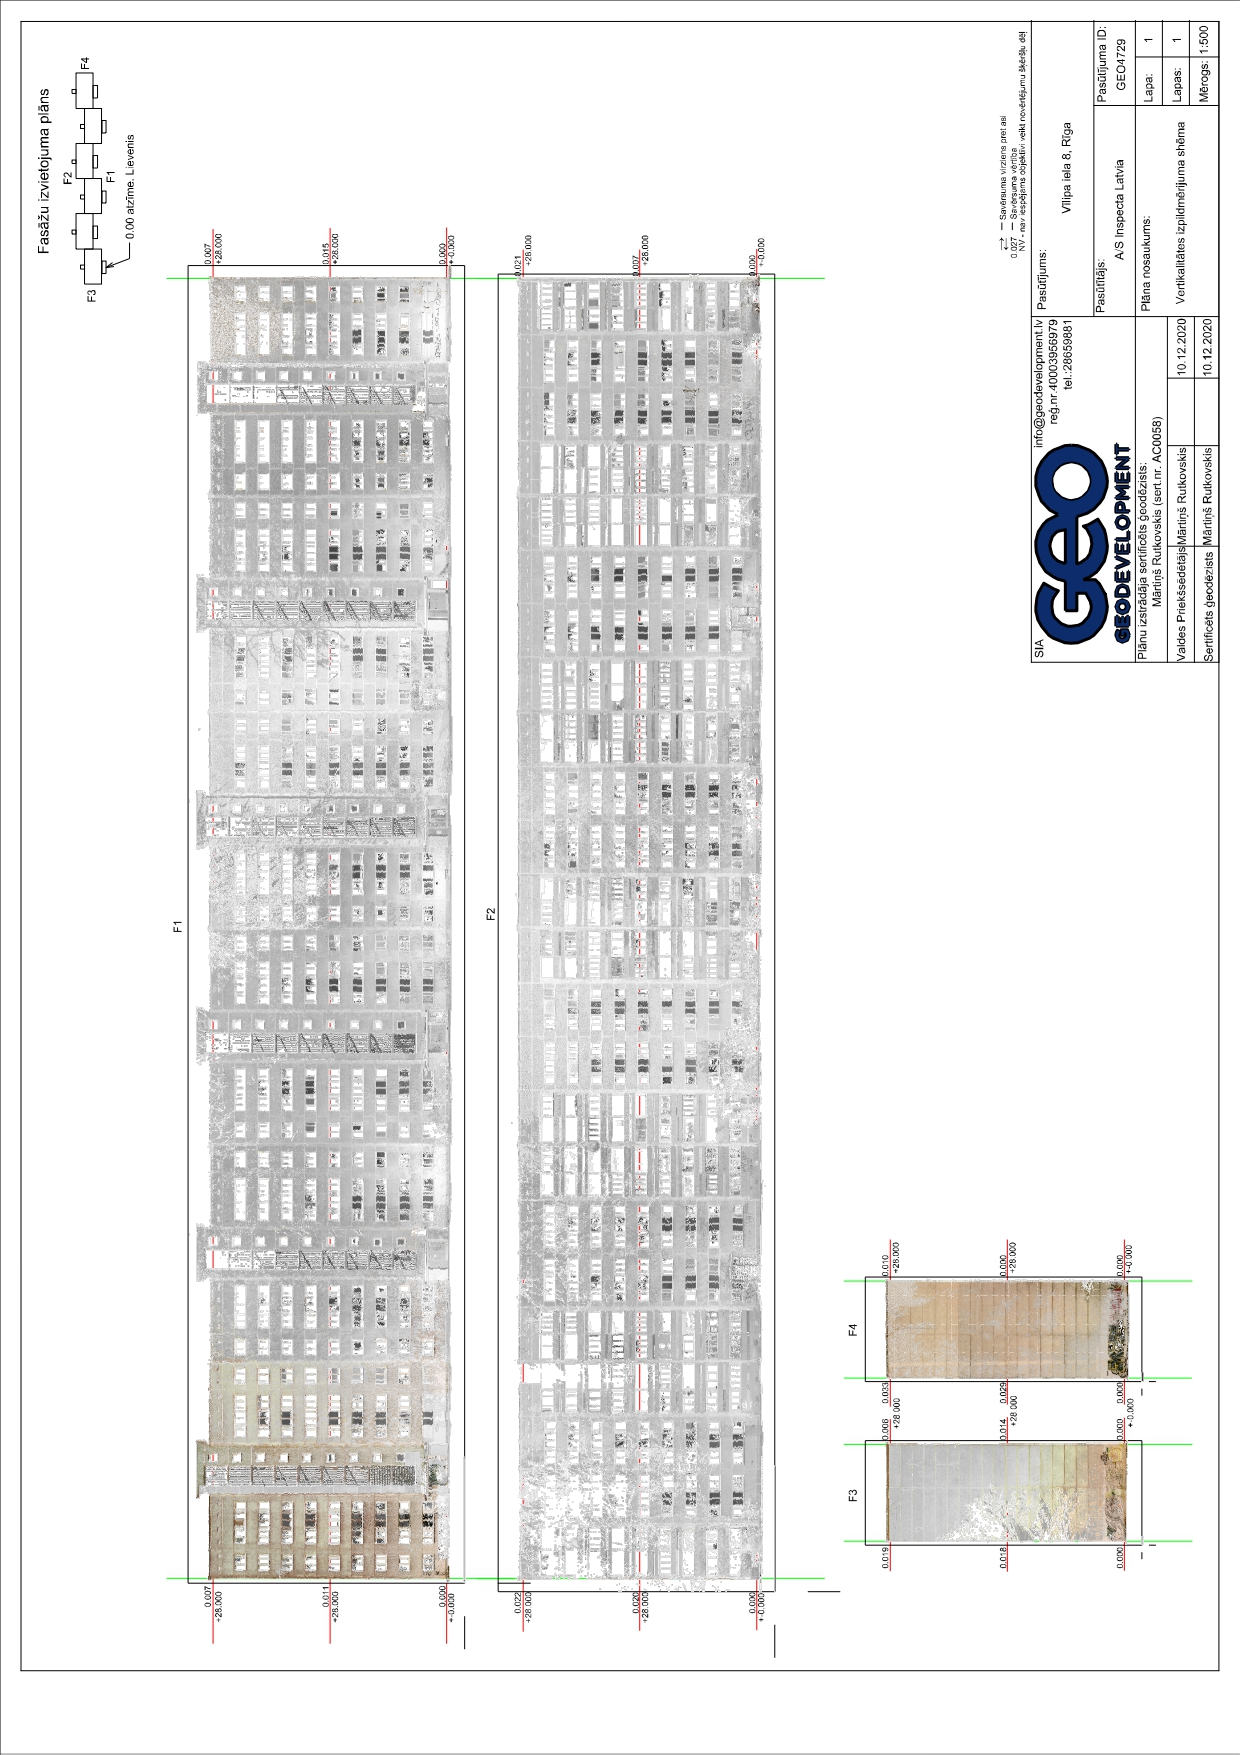 Fasāžu izvietojuma plāns
F3
F2
F1
F4
0.00 atzīme. Lievenis
F1
0.007
+28.000
0.011
+28.000
0.000
+-0.000
0.007
+28.000
0.015
+28.000
0.000
+-0.000
F2
0.022
+28.000
0.020
+28.000
0.000
+-0.000
0.021
+28.000
0.007
+28.000
0.000
+-0.000
F3
0.019
0.018
0.000
0.008
+28.000
0.014
+28.000
0.000
+-0.000
F4
0.033
0.029
0.000
0.010
+28.000
0.000
+28.000
0.000
+-0.000
— Savērsuma virziens pret asi
0.027 — Savērsuma vērtība
NV - nav iespējams objektīvi veikt novērtējumu šķēršļu dēļ
SIA
GEO
GEODEVELOPMENT
info@geodevelopment.lv
reģ.nr.40003956979
tel.:28659881
Pasūtījums:
Vīlipa iela 8, Rīga
Pasūtītājs:
A/S Inspecta Latvia
Pasūtījuma ID:
GEO4729
Plānu izstrādāja sertificēts ģeodēzists:
Mārtiņš Rutkovskis (sert.nr. AC0058)
Plāna nosaukums:
Vertikalitātes izpildmērījuma shēma
Lapa: 1
Lapas: 1
Mērogs: 1:500
Valdes Priekšsēdētājs Mārtiņš Rutkovskis 10.12.2020
Sertificēts ģeodēzists Mārtiņš Rutkovskis 10.12.2020